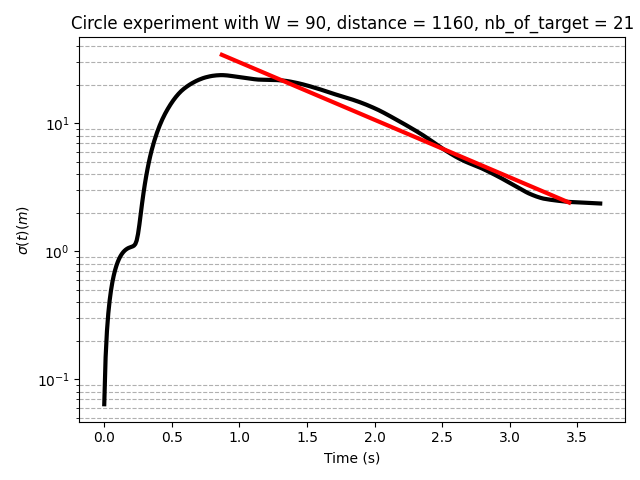 Circle experiment with W = 90, distance = 1160, nb_of_target = 21
σ(t)(m)
10¹
10⁰
10⁻¹
0.0 0.5 1.0 1.5 2.0 2.5 3.0 3.5
Time (s)